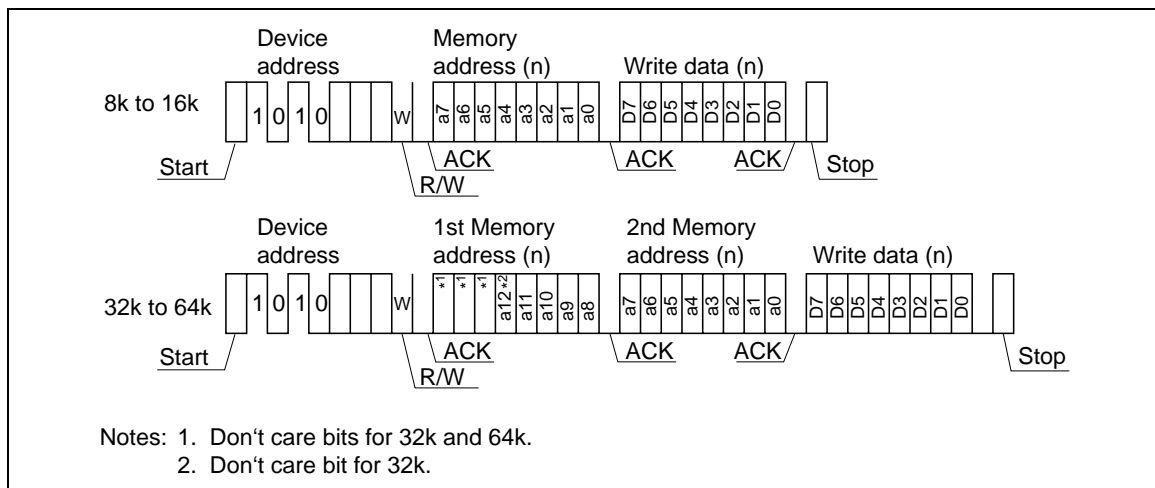 Device address
Memory address (n)
Write data (n)
8k to 16k
1 0 1 0 W a7 a6 a5 a4 a3 a2 a1 a0 D7 D6 D5 D4 D3 D2 D1 D0
Start
R/W
ACK
ACK
ACK
Stop
Device address
1st Memory address (n)
2nd Memory address (n)
Write data (n)
32k to 64k
1 0 1 0 W *1 *1 *1 a12*2 a11 a10 a9 a8 a7 a6 a5 a4 a3 a2 a1 a0 D7 D6 D5 D4 D3 D2 D1 D0
Start
R/W
ACK
ACK
ACK
Stop
Notes: 1. Don't care bits for 32k and 64k.
2. Don't care bit for 32k.